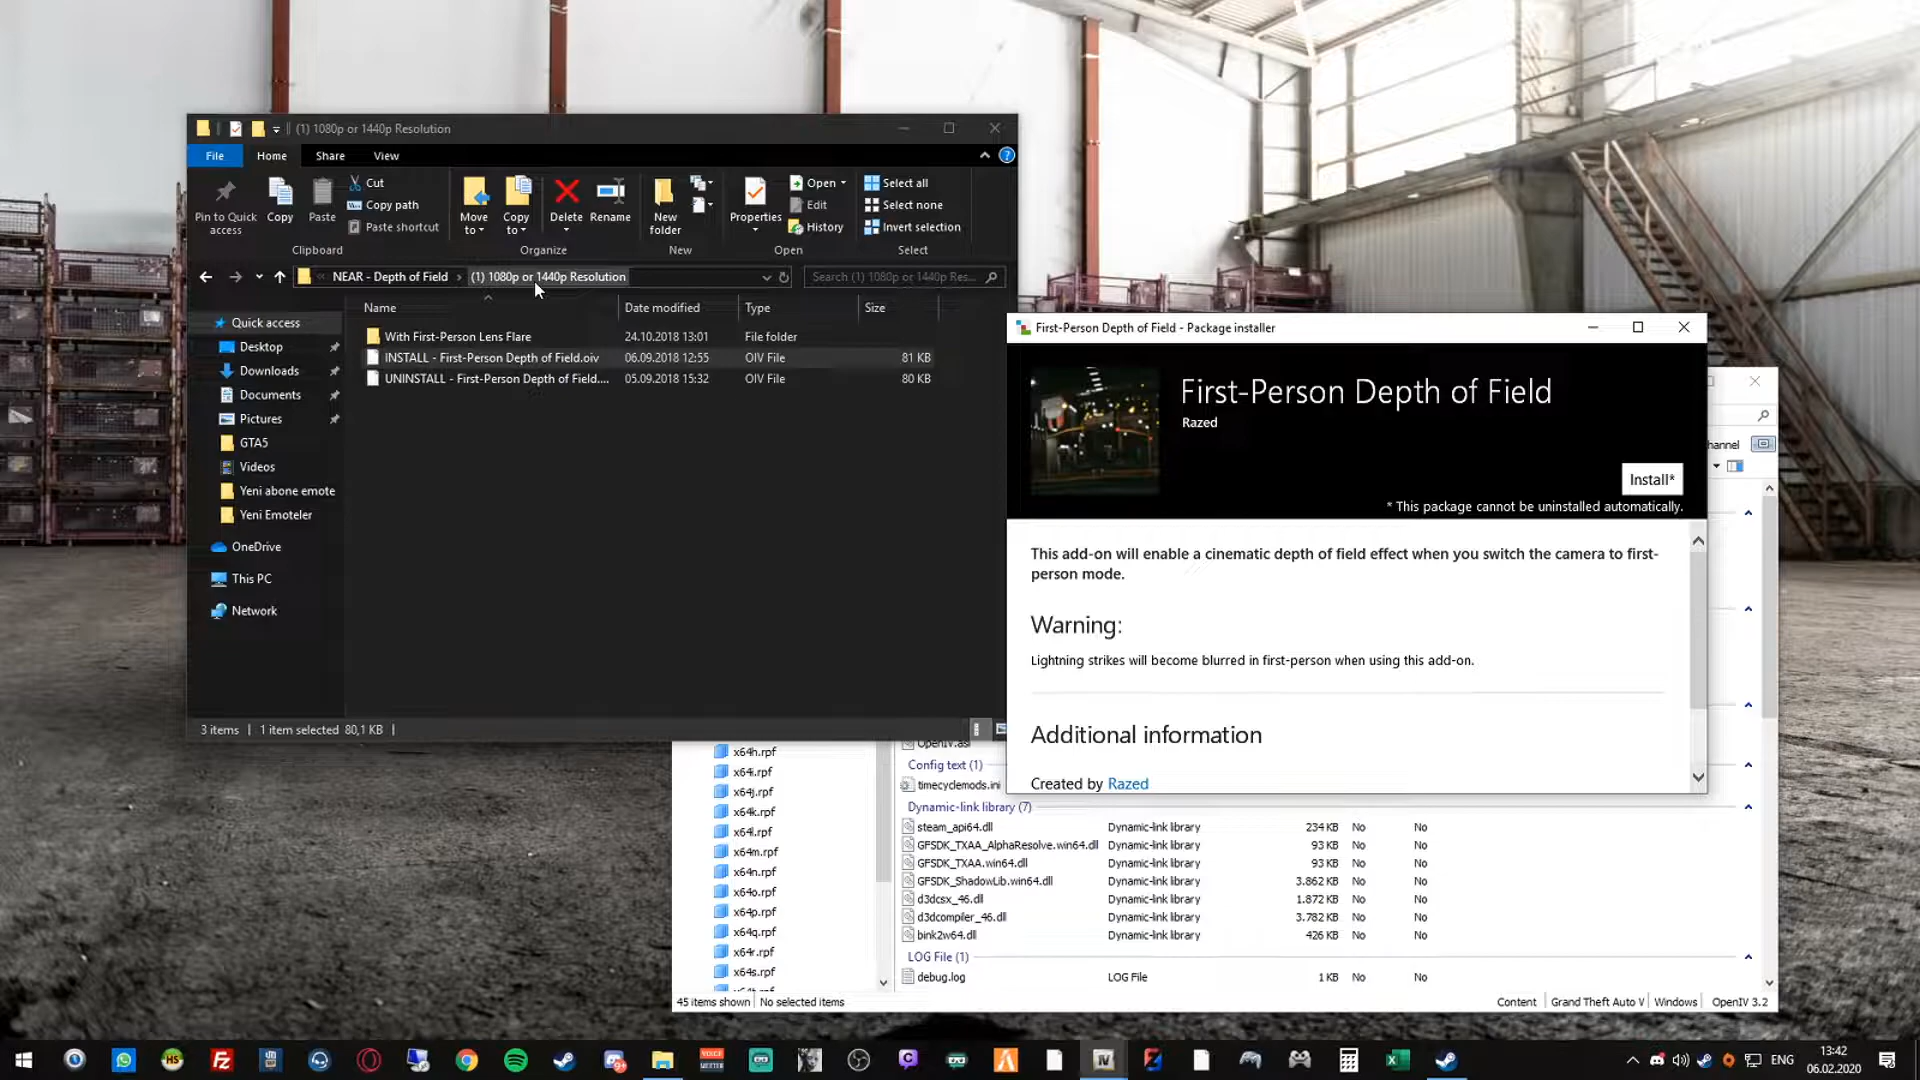 (1) 1080p or 1440p Resolution
File Home Share View
Pin to Quick access
Copy
Paste
Cut
Copy path
Paste shortcut
Move to
Copy to
Delete
Rename
New folder
Properties
Open
Edit
History
Select all
Select none
Invert selection
Clipboard Organize New Open Select
NEAR - Depth of Field > (1) 1080p or 1440p Resolution
Search (1) 1080p or 1440p Res...
Name Date modified Type Size
With First-Person Lens Flare 24.10.2018 13:01 File folder
INSTALL - First-Person Depth of Field.oiv 06.09.2018 12:55 OIV File 81 KB
UNINSTALL - First-Person Depth of Field.... 05.09.2018 15:32 OIV File 80 KB
Quick access
Desktop
Downloads
Documents
Pictures
GTA5
Videos
Yeni abone emote
Yeni Emoteler
OneDrive
This PC
Network
3 items | 1 item selected 80,1 KB |
First-Person Depth of Field - Package installer
First-Person Depth of Field
Razed
Install*
* This package cannot be uninstalled automatically.
This add-on will enable a cinematic depth of field effect when you switch the camera to first-
person mode.
Warning:
Lightning strikes will become blurred in first-person when using this add-on.
Additional information
Created by Razed
x64h.rpf
x64i.rpf
x64j.rpf
x64k.rpf
x64l.rpf
x64m.rpf
x64n.rpf
x64o.rpf
x64p.rpf
x64q.rpf
x64r.rpf
x64s.rpf
OpenIV.asi
Config text (1)
timecyclemods.ini
Dynamic-link library (7)
steam_api64.dll Dynamic-link library 234 KB No No
GFSDK_TXAA_AlphaResolve.win64.dll Dynamic-link library 93 KB No No
GFSDK_TXAA.win64.dll Dynamic-link library 93 KB No No
GFSDK_ShadowLib.win64.dll Dynamic-link library 3.862 KB No No
d3dcsx_46.dll Dynamic-link library 1.872 KB No No
d3dcompiler_46.dll Dynamic-link library 3.782 KB No No
bink2w64.dll Dynamic-link library 426 KB No No
LOG File (1)
debug.log LOG File 1 KB No No
45 items shown | No selected items
Content | Grand Theft Auto V | Windows | OpenIV 3.2
ENG
13:42
06.02.2020